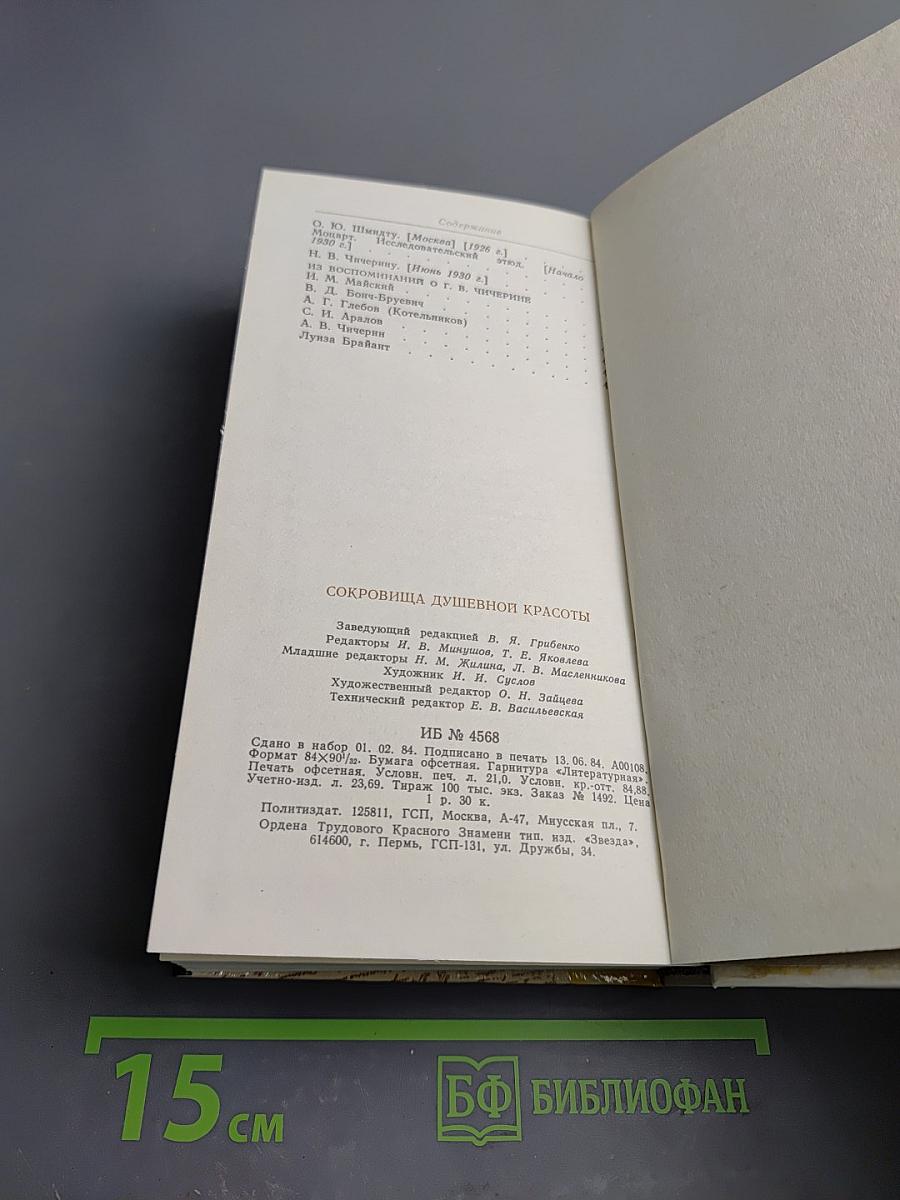 Содержание
О. Ю. Шмидту. [Москва] [1926 г.] . . . .
Моцарт. Исследовательский этюд. [Начало
1930 г.] . . . . . . . . . . . .
Н. В. Чичерину. [Июнь 1930 г.] . . . . .
ИЗ ВОСПОМИНАНИЙ О Г. В. ЧИЧЕРИНЕ
И. М. Майский . . . . . . . . .
В. Д. Бонч-Бруевич . . . . . . . .
А. Г. Глебов (Котельников) . . . . . .
С. И. Аралов . . . . . . . . . .
А. В. Чичерин . . . . . . . . . .
Луиза Брайант . . . . . . . . . .
СОКРОВИЩА ДУШЕВНОЙ КРАСОТЫ
Заведующий редакцией В. Я. Грибенко
Редакторы И. В. Минушов, Т. Е. Яковлева
Младшие редакторы Н. М. Жилина, Л. В. Масленникова
Художник И. И. Суслов
Художественный редактор О. Н. Зайцева
Технический редактор Е. В. Васильевская
ИБ № 4568
Сдано в набор 01. 02. 84. Подписано в печать 13. 06. 84. А00108.
Формат 84×90¹/₃₂. Бумага офсетная. Гарнитура «Литературная».
Печать офсетная. Условн. печ. л. 21,0. Условн. кр.-отт. 84,88.
Учетно-изд. л. 23,69. Тираж 100 тыс. экз. Заказ № 1492. Цена
1 р. 30 к.
Политиздат. 125811, ГСП, Москва, А-47, Миусская пл., 7.
Ордена Трудового Красного Знамени тип. изд. «Звезда»,
614600, г. Пермь, ГСП-131, ул. Дружбы, 34.
15 см
БФ БИБЛИОФАН